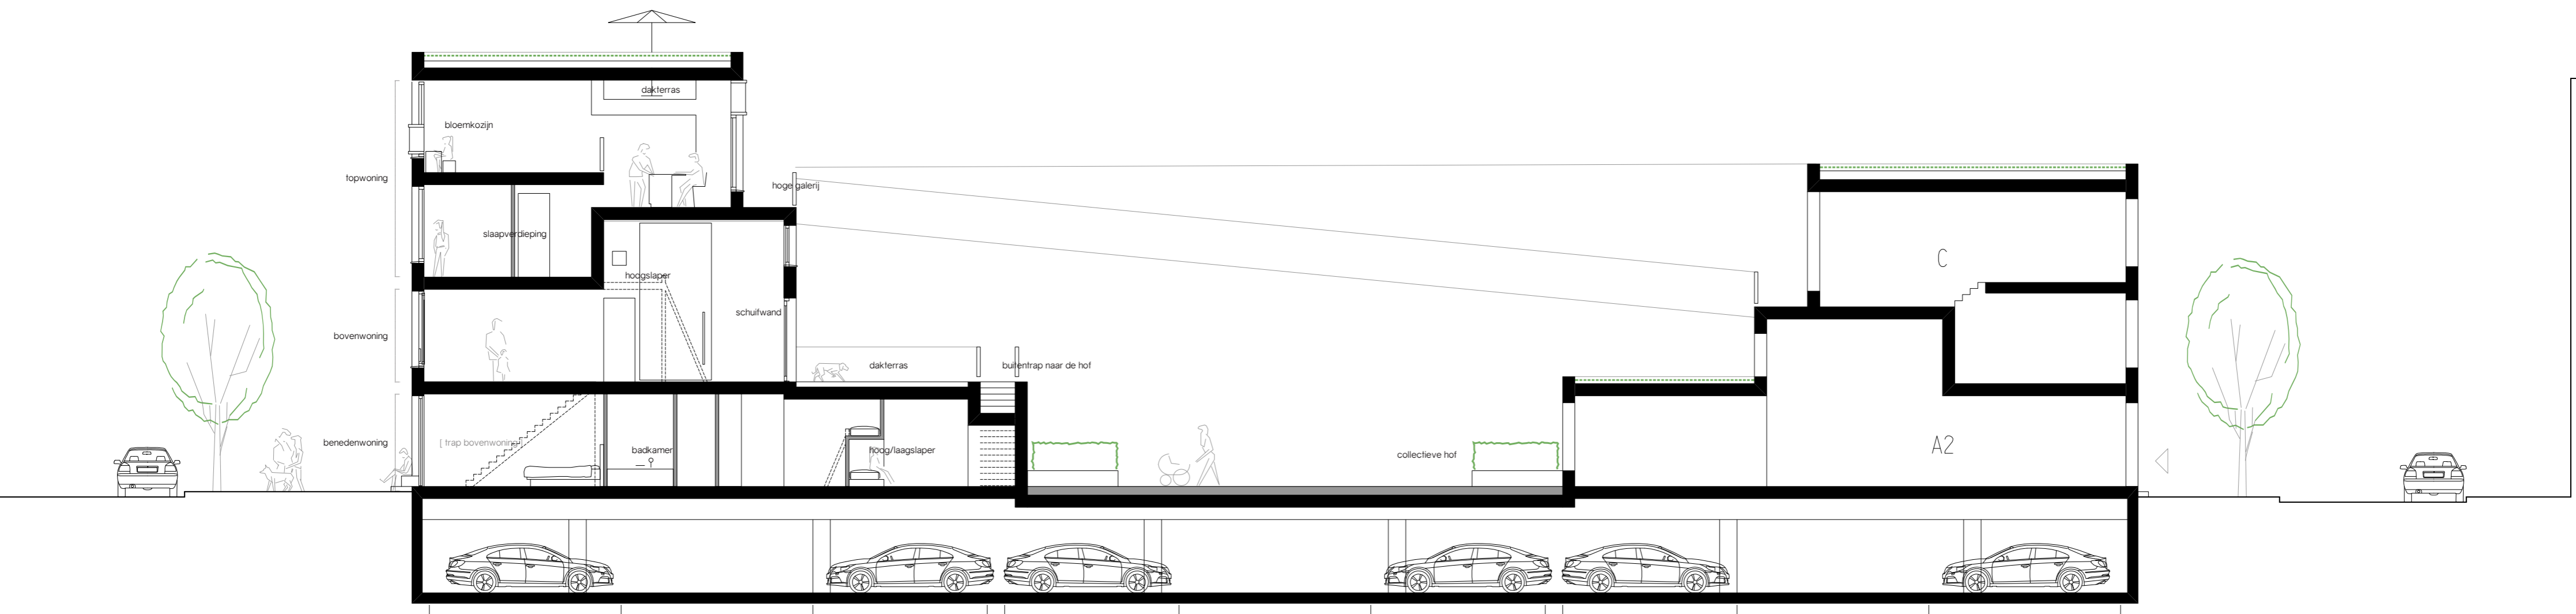 dakterras
bloemkozijn
topwoning
hoge galerij
slaapverdieping
C
hoogslaper
schuifwand
bovenwoning
dakterras
buitentrap naar de hof
benedenwoning
[ trap bovenwoning ]
badkamer
hoog/laagslaper
collectieve hof
A2